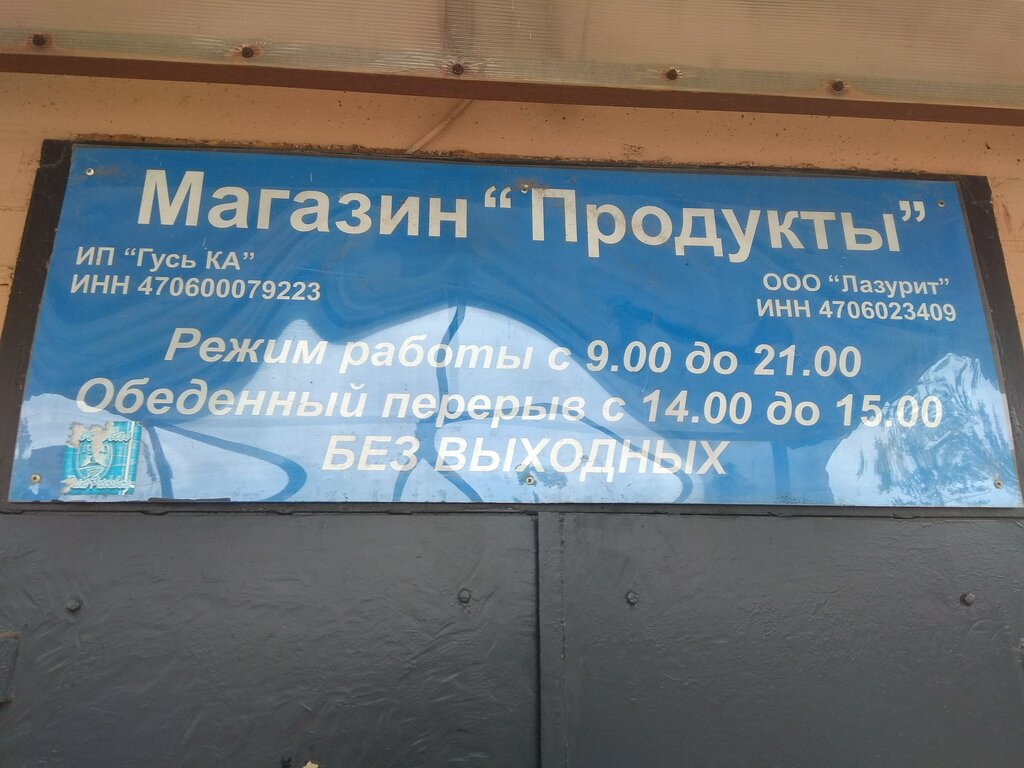 Магазин “Продукты”
ИП “Гусь КА”
ИНН 470600079223
ООО “Лазурит”
ИНН 4706023409
Режим работы с 9.00 до 21.00
Обеденный перерыв с 14.00 до 15.00
БЕЗ ВЫХОДНЫХ